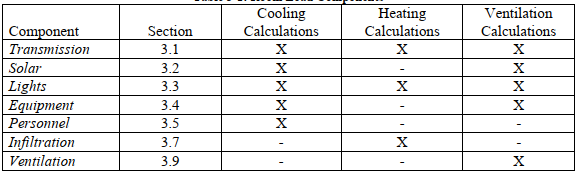 Component Section Cooling Calculations Heating Calculations Ventilation Calculations
Transmission 3.1 X X X
Solar 3.2 X - X
Lights 3.3 X X X
Equipment 3.4 X - X
Personnel 3.5 X - -
Infiltration 3.7 - X -
Ventilation 3.9 - - X